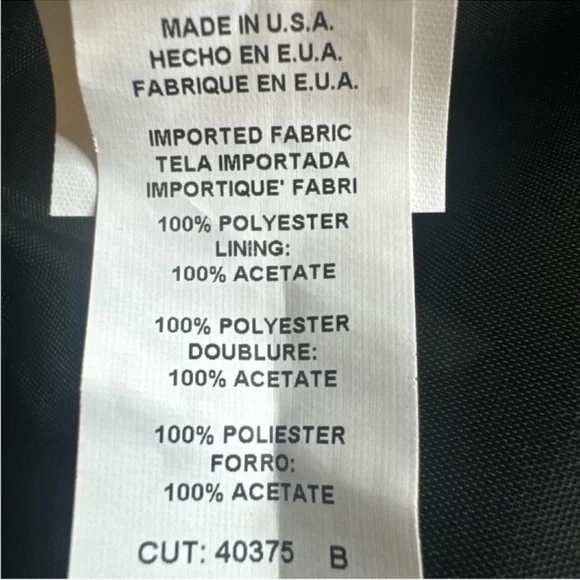 MADE IN U.S.A.
HECHO EN E.U.A.
FABRIQUE EN E.U.A.
IMPORTED FABRIC
TELA IMPORTADA
IMPORTIQUE' FABRI
100% POLYESTER
LINING:
100% ACETATE
100% POLYESTER
DOUBLURE:
100% ACETATE
100% POLIESTER
FORRO:
100% ACETATE
CUT: 40375 B